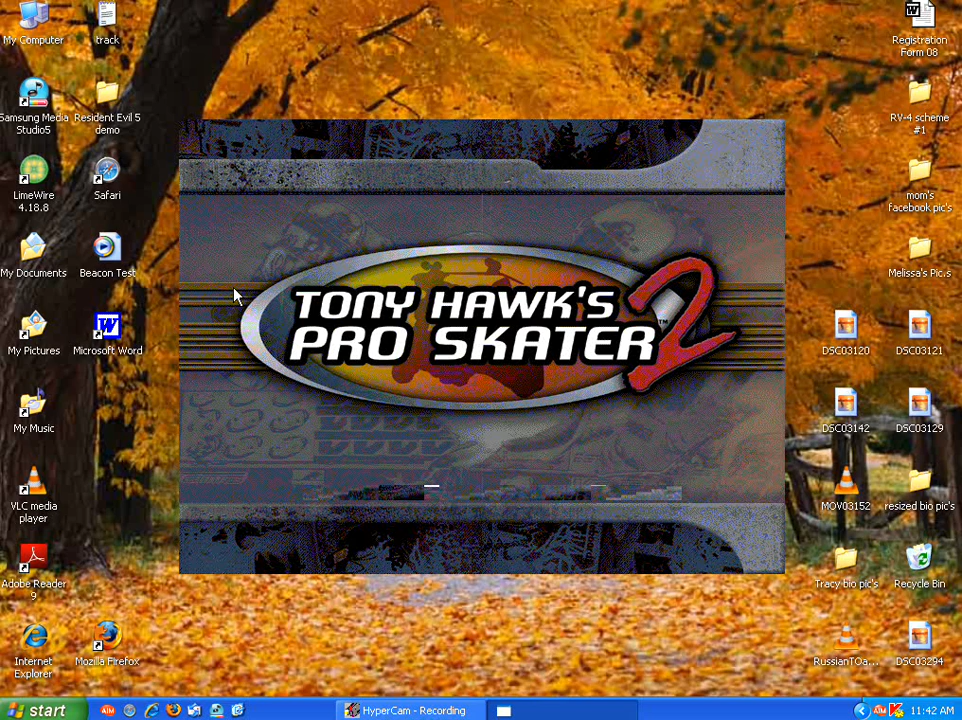 My Computer
track
Samsung Media
Studio5
Resident Evil 5
demo
LimeWire
4.18.8
Safari
My Documents
Beacon Test
My Pictures
Microsoft Word
My Music
VLC media
player
Adobe Reader
9
Internet
Explorer
Mozilla Firefox
TONY HAWK'S
PRO SKATER 2
TM
Registration
Form 08
RV-4 scheme
#1
mom's
facebook pic's
Melissa's Pic.s
DSC03120
DSC03121
DSC03142
DSC03129
MOV03152
resized bio pic's
Tracy bio pic's
Recycle Bin
RussianTOa...
DSC03294
start
HyperCam - Recording
11:42 AM